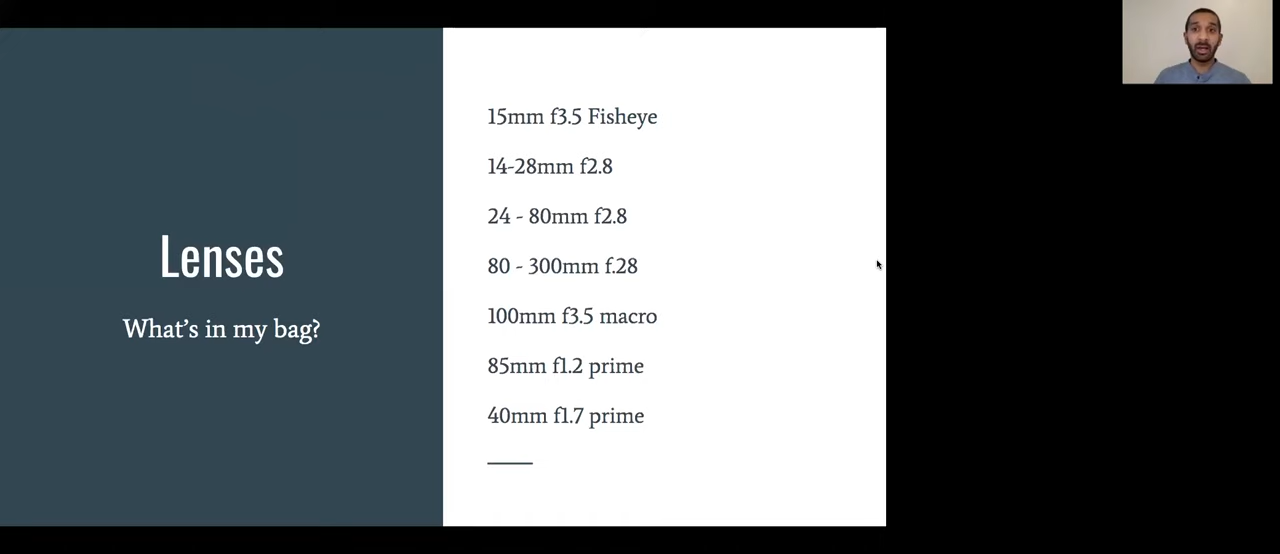 Lenses
What's in my bag?
15mm f3.5 Fisheye
14-28mm f2.8
24 - 80mm f2.8
80 - 300mm f.28
100mm f3.5 macro
85mm f1.2 prime
40mm f1.7 prime